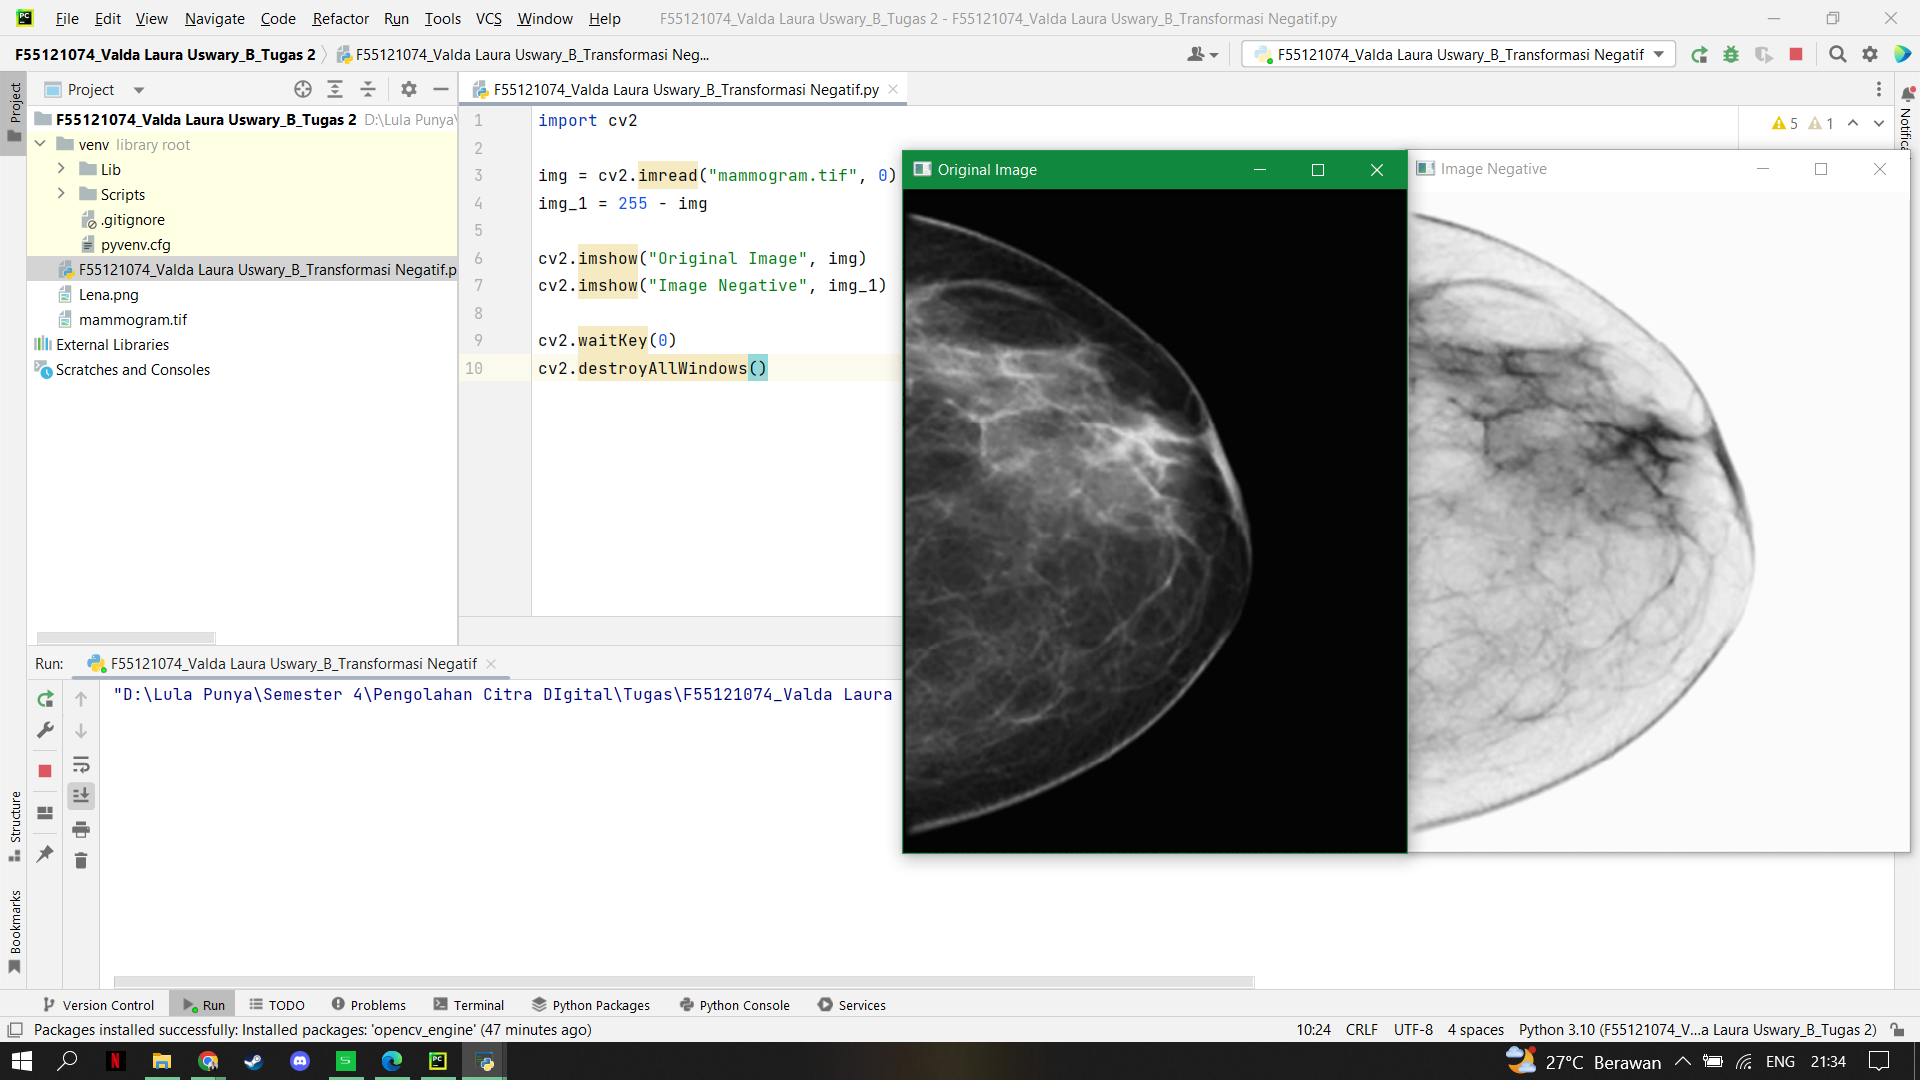 File Edit View Navigate Code Refactor Run Tools VCS Window Help F55121074_Valda Laura Uswary_B_Tugas 2 - F55121074_Valda Laura Uswary_B_Transformasi Negatif.py
F55121074_Valda Laura Uswary_B_Tugas 2 F55121074_Valda Laura Uswary_B_Transformasi Neg... F55121074_Valda Laura Uswary_B_Transformasi Negatif
Project
Project F55121074_Valda Laura Uswary_B_Transformasi Negatif.py
F55121074_Valda Laura Uswary_B_Tugas 2 D:\Lula Punya\
venv library root
Lib
Scripts
.gitignore
pyvenv.cfg
F55121074_Valda Laura Uswary_B_Transformasi Negatif.p
Lena.png
mammogram.tif
External Libraries
Scratches and Consoles
1 import cv2
2
3 img = cv2.imread("mammogram.tif", 0)
4 img_1 = 255 - img
5
6 cv2.imshow("Original Image", img)
7 cv2.imshow("Image Negative", img_1)
8
9 cv2.waitKey(0)
10 cv2.destroyAllWindows()
5 1
Notific
Original Image
Image Negative
Run: F55121074_Valda Laura Uswary_B_Transformasi Negatif
"D:\Lula Punya\Semester 4\Pengolahan Citra DIgital\Tugas\F55121074_Valda Laura
Structure
Bookmarks
Version Control Run TODO Problems Terminal Python Packages Python Console Services
Packages installed successfully: Installed packages: 'opencv_engine' (47 minutes ago) 10:24 CRLF UTF-8 4 spaces Python 3.10 (F55121074_V...a Laura Uswary_B_Tugas 2)
27°C Berawan ENG 21:34